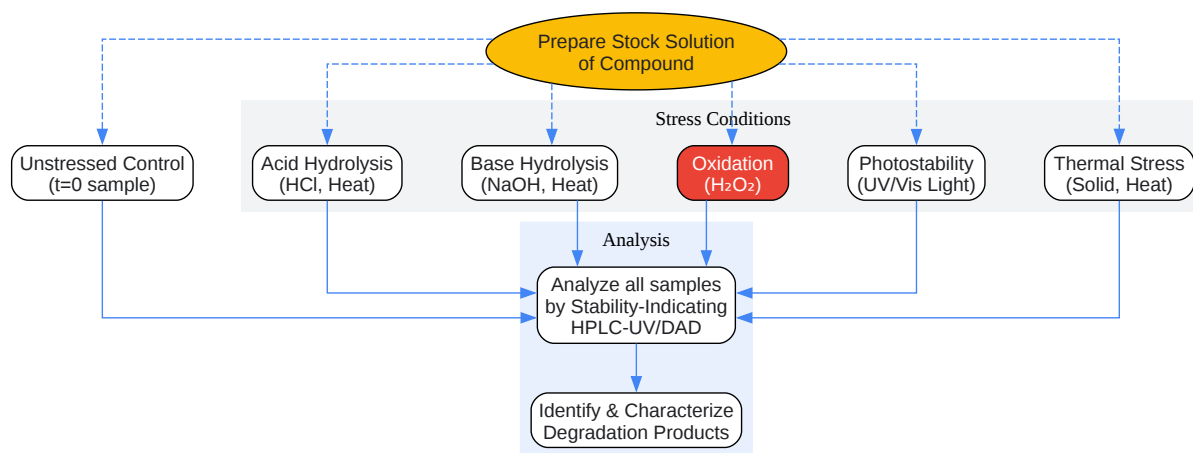 Prepare Stock Solution
of Compound
Stress Conditions
Unstressed Control
(t=0 sample)
Acid Hydrolysis
(HCl, Heat)
Base Hydrolysis
(NaOH, Heat)
Oxidation
(H₂O₂)
Photostability
(UV/Vis Light)
Thermal Stress
(Solid, Heat)
Analysis
Analyze all samples
by Stability-Indicating
HPLC-UV/DAD
Identify & Characterize
Degradation Products